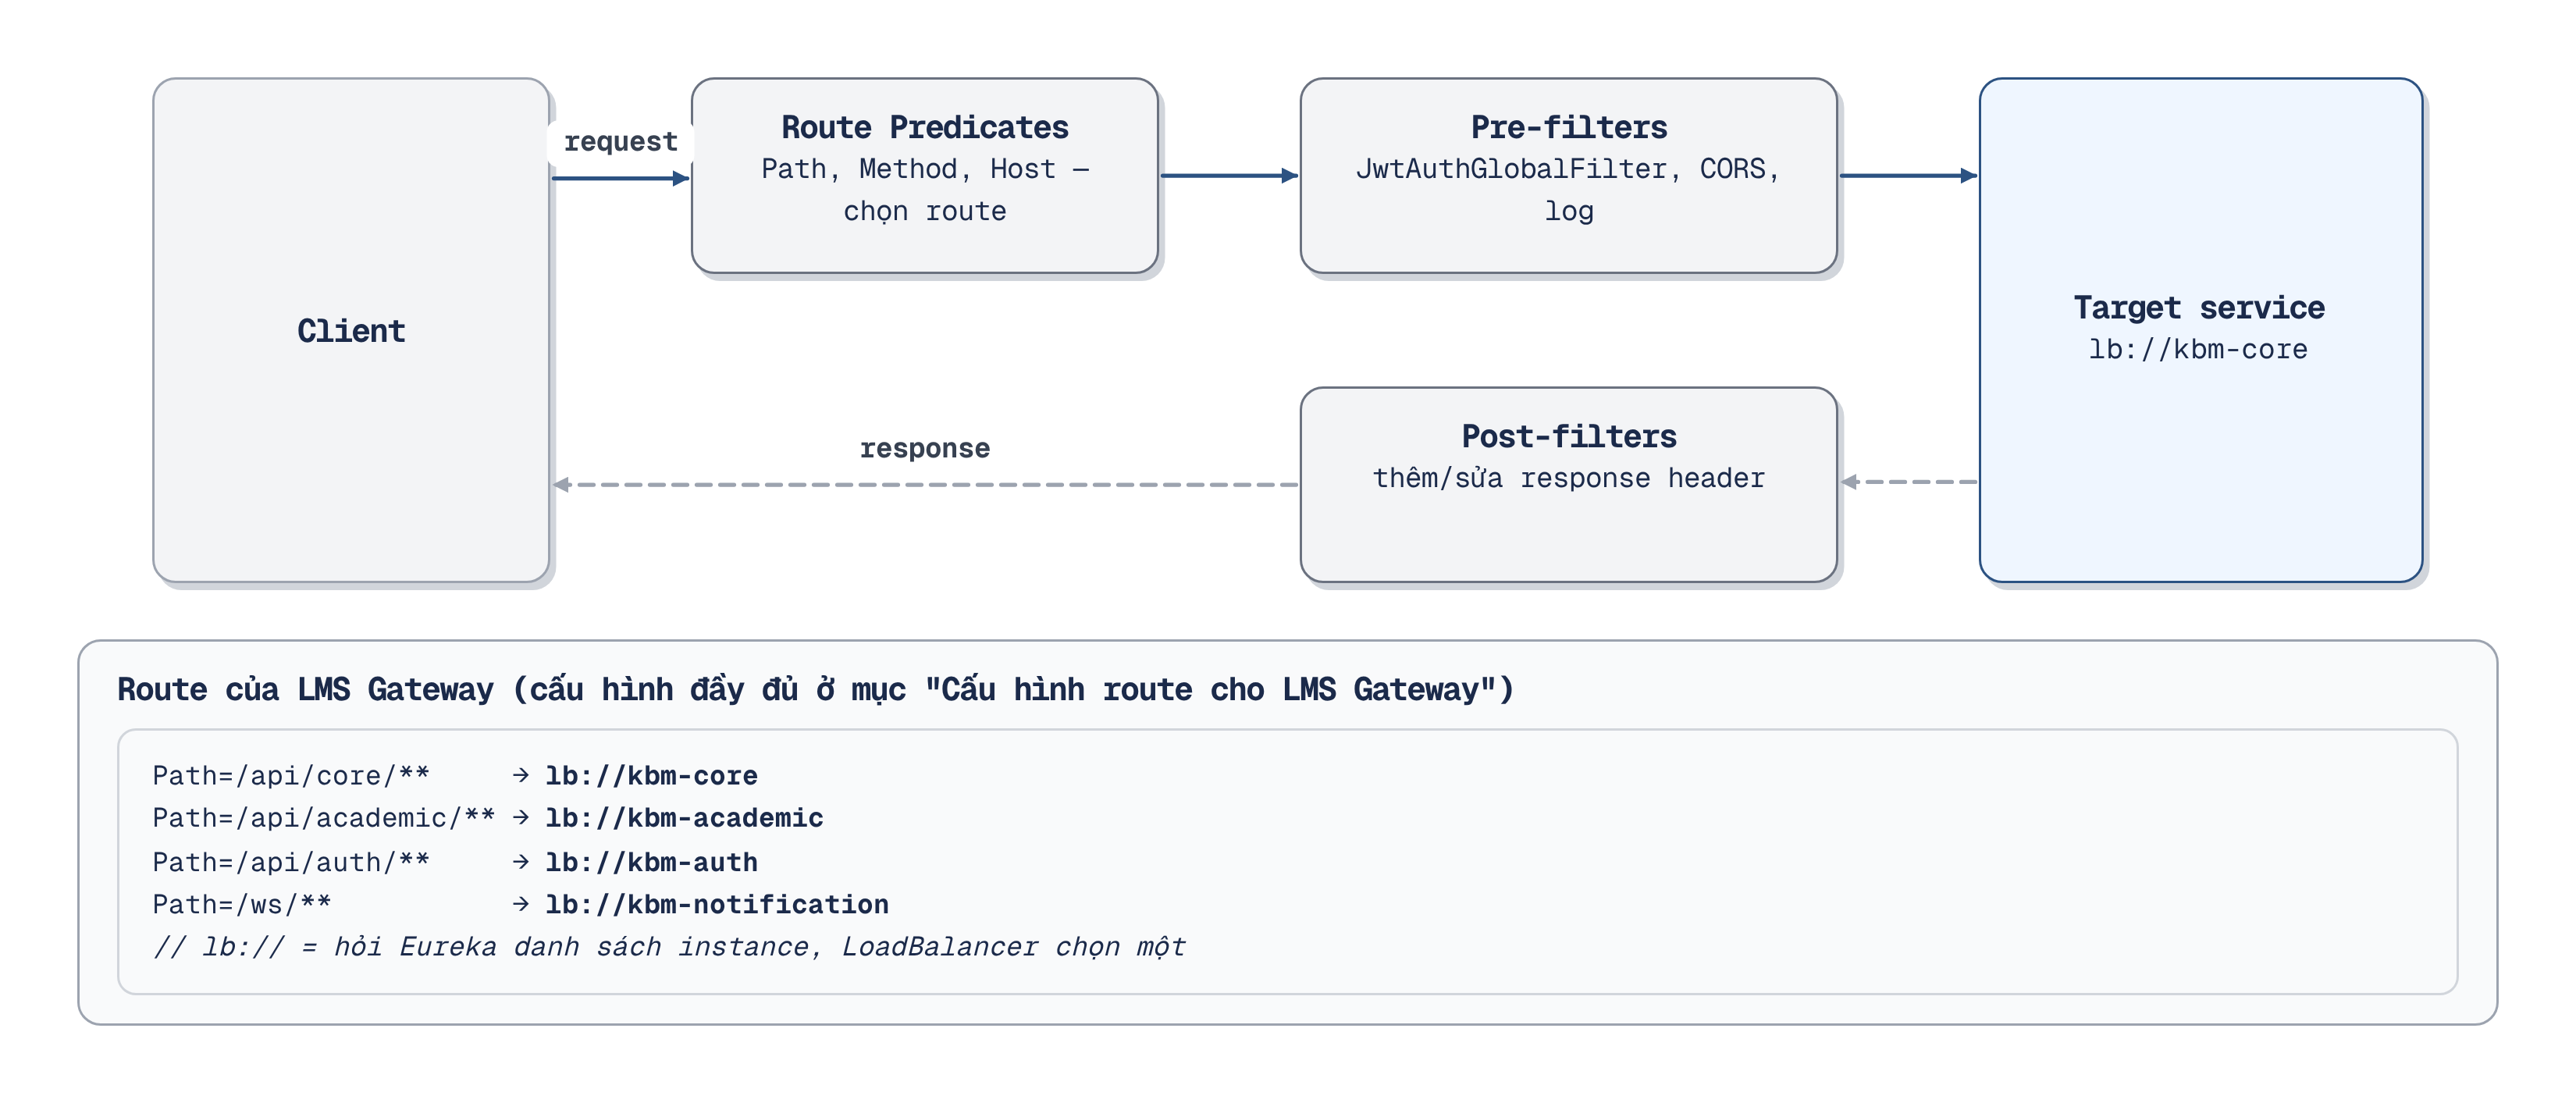 Client
request
Route Predicates
Path, Method, Host —
chọn route
Pre-filters
JwtAuthGlobalFilter, CORS,
log
Target service
lb://kbm-core
response
Post-filters
thêm/sửa response header
Route của LMS Gateway (cấu hình đầy đủ ở mục "Cấu hình route cho LMS Gateway")
Path=/api/core/** → lb://kbm-core
Path=/api/academic/** → lb://kbm-academic
Path=/api/auth/** → lb://kbm-auth
Path=/ws/** → lb://kbm-notification
// lb:// = hỏi Eureka danh sách instance, LoadBalancer chọn một